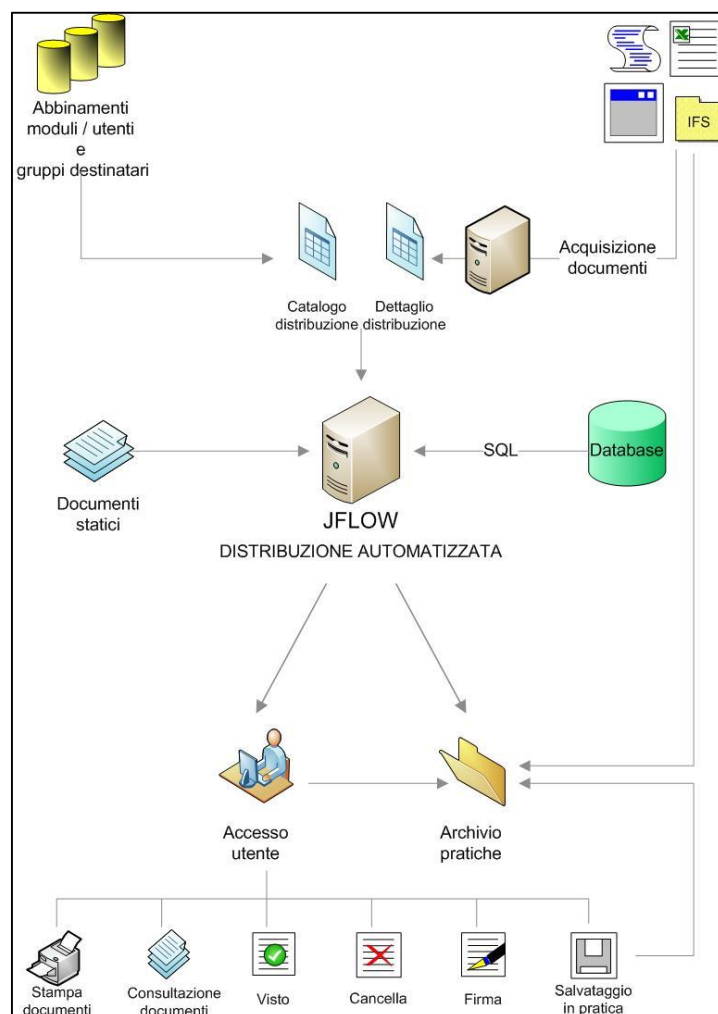 Abbinamenti
moduli / utenti
e
gruppi destinatari
IFS
Acquisizione
documenti
Catalogo
distribuzione
Dettaglio
distribuzione
Documenti
statici
SQL
Database
JFLOW
DISTRIBUZIONE AUTOMATIZZATA
Accesso
utente
Archivio
pratiche
Stampa
documenti
Consultazione
documenti
Visto
Cancella
Firma
Salvataggio
in pratica